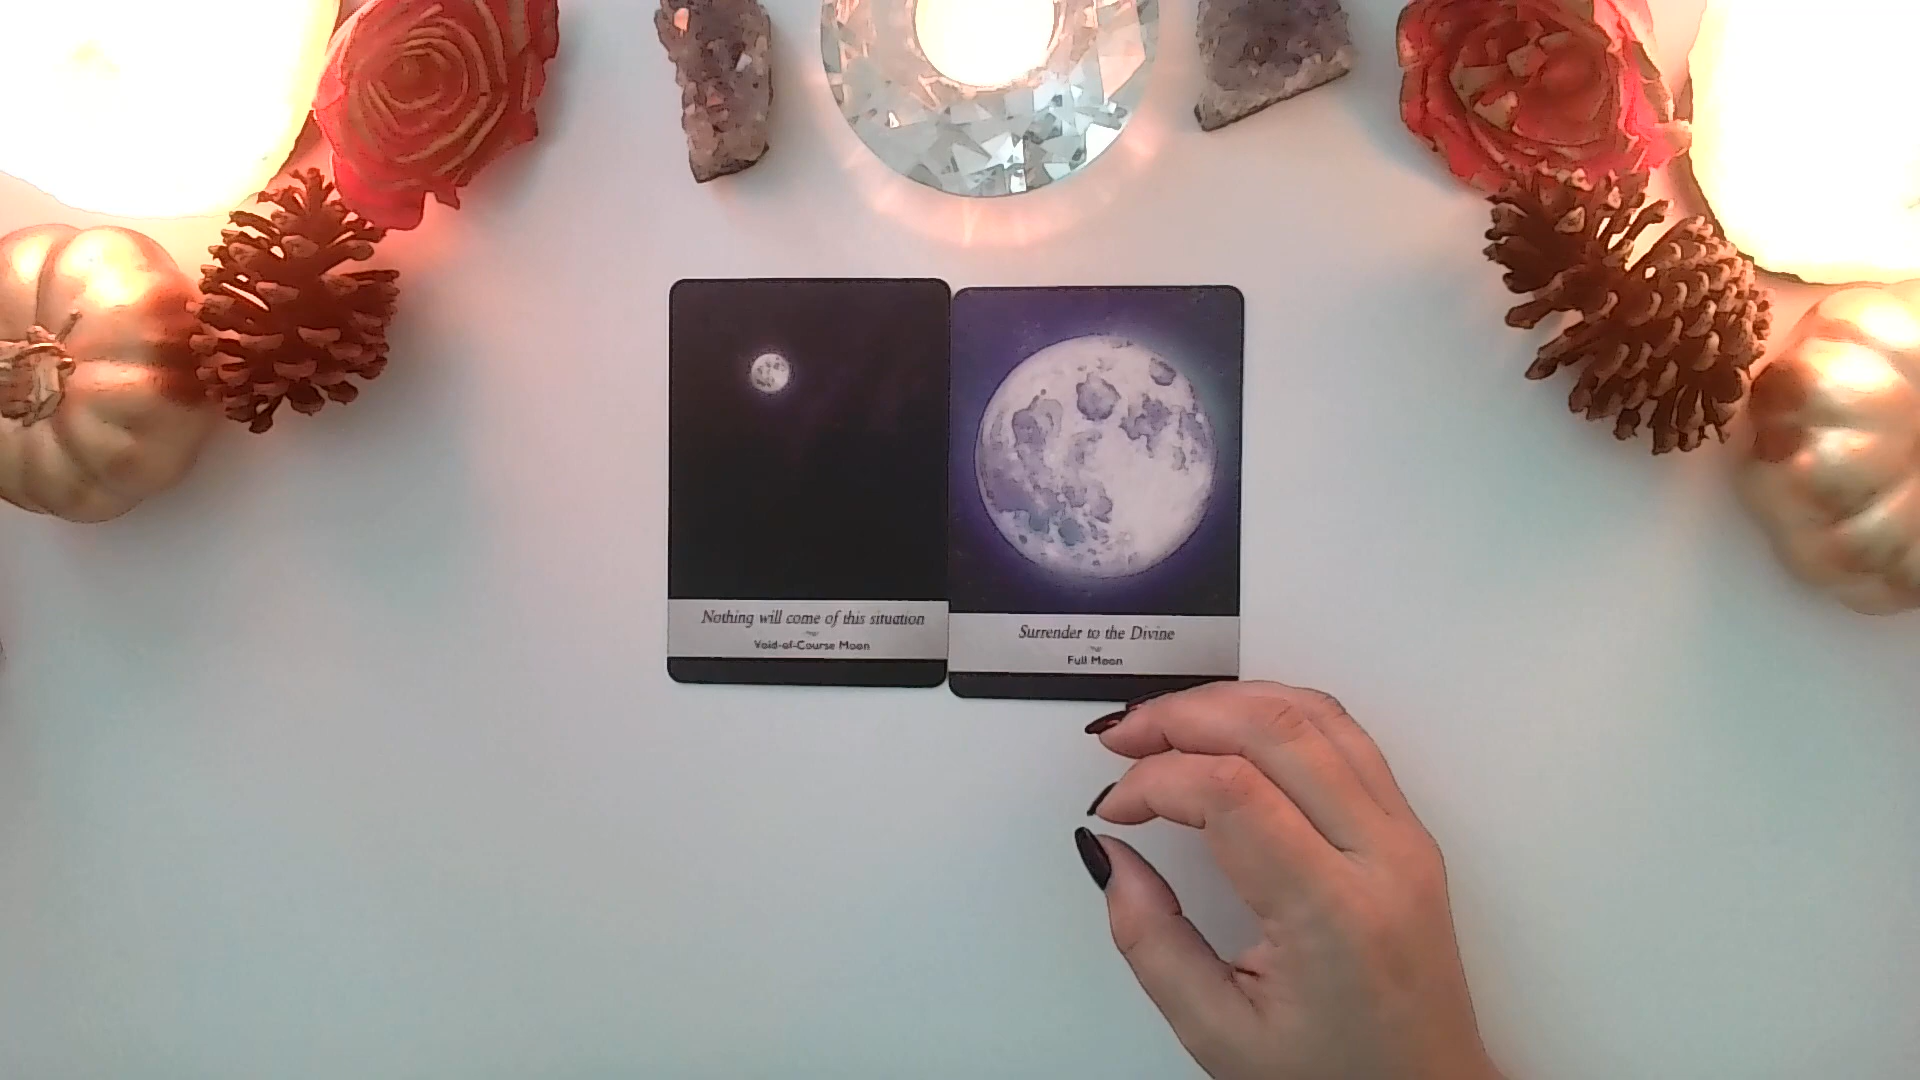 Nothing will come of this situation
Void-of-Course Moon
Surrender to the Divine
Full Moon